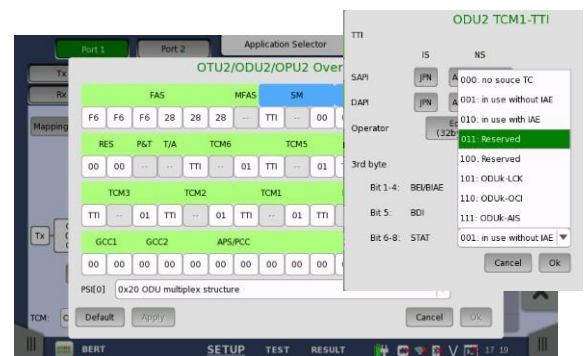 ODU2 TCM1-TTI
Port 1
Port 2
Application Selector
TTI
IS
NS
OTU2/ODU2/OPU2 Over
Tx
Rx
Mapping
FAS
MFAS
SM
F6 F6 F6 28 28 28 -- TTI -- 00
RES P&T T/A TCM6 TCM5
00 00 -- -- TTI -- 01 TTI -- 01
TCM3 TCM2 TCM1
TTI -- 01 TTI -- 01 TTI -- 01 TTI
GCC1 GCC2 APS/PCC
00 00 00 00 00 00 00 00 00 00
PSI[0] 0x20 ODU multiplex structure
Tx
TCM:
Default
Apply
Cancel
Ok
SAPI JPN
DAPI JPN
Operator
3rd byte
Bit 1-4: BEI/BIAE
Bit 5: BDI
Bit 6-8: STAT 001: in use without IAE
000: no souce TC
001: in use without IAE
010: in use with IAE
011: Reserved
100: Reserved
101: ODUk-LCK
110: ODUk-OCI
111: ODUk-AIS
Cancel Ok
BERT SETUP TEST RESULT 17 19